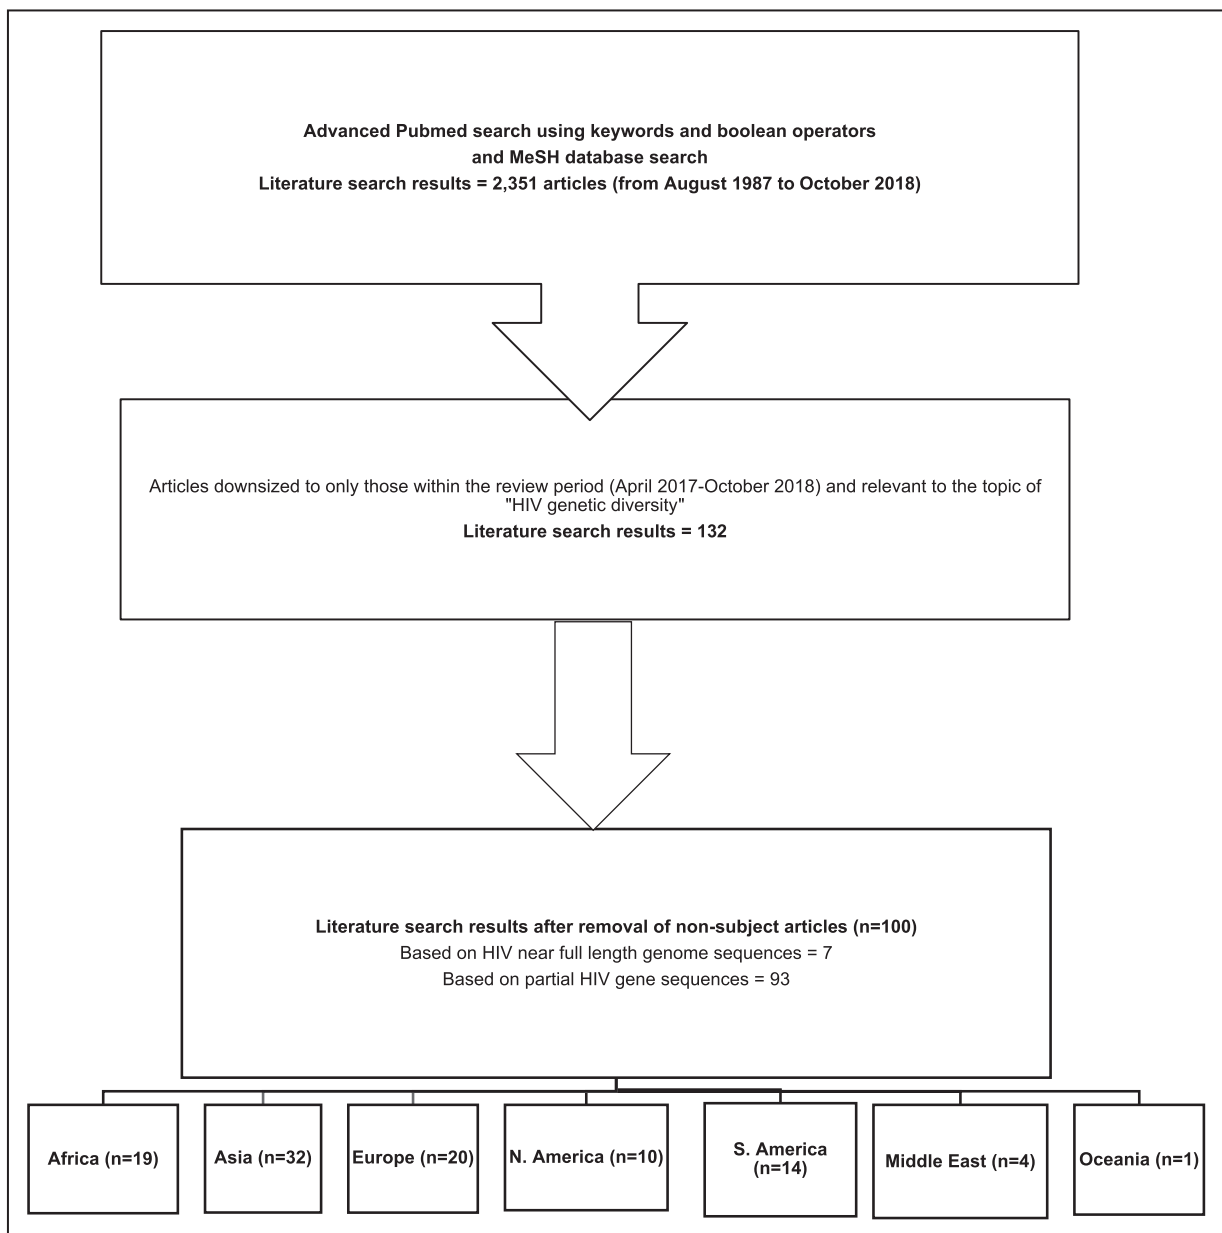 Advanced Pubmed search using keywords and boolean operators
and MeSH database search
Literature search results = 2,351 articles (from August 1987 to October 2018)
Articles downsized to only those within the review period (April 2017-October 2018) and relevant to the topic of
"HIV genetic diversity"
Literature search results = 132
Literature search results after removal of non-subject articles (n=100)
Based on HIV near full length genome sequences = 7
Based on partial HIV gene sequences = 93
Africa (n=19)
Asia (n=32)
Europe (n=20)
N. America (n=10)
S. America
(n=14)
Middle East (n=4)
Oceania (n=1)